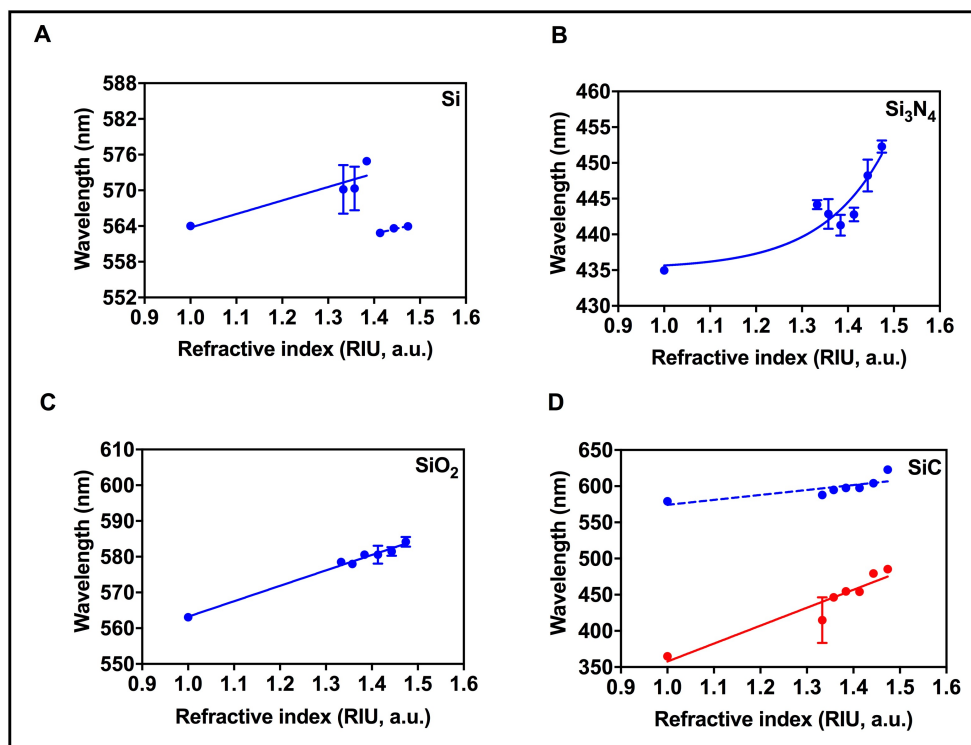 A
Si
Wavelength (nm)
588
582
576
570
564
558
552
0.9 1.0 1.1 1.2 1.3 1.4 1.5 1.6
Refractive index (RIU, a.u.)
B
Si₃N₄
Wavelength (nm)
460
455
450
445
440
435
430
0.9 1.0 1.1 1.2 1.3 1.4 1.5 1.6
Refractive index (RIU, a.u.)
C
SiO₂
Wavelength (nm)
610
600
590
580
570
560
550
0.9 1.0 1.1 1.2 1.3 1.4 1.5 1.6
Refractive index (RIU, a.u.)
D
SiC
Wavelength (nm)
650
600
550
500
450
400
350
0.9 1.0 1.1 1.2 1.3 1.4 1.5 1.6
Refractive index (RIU, a.u.)